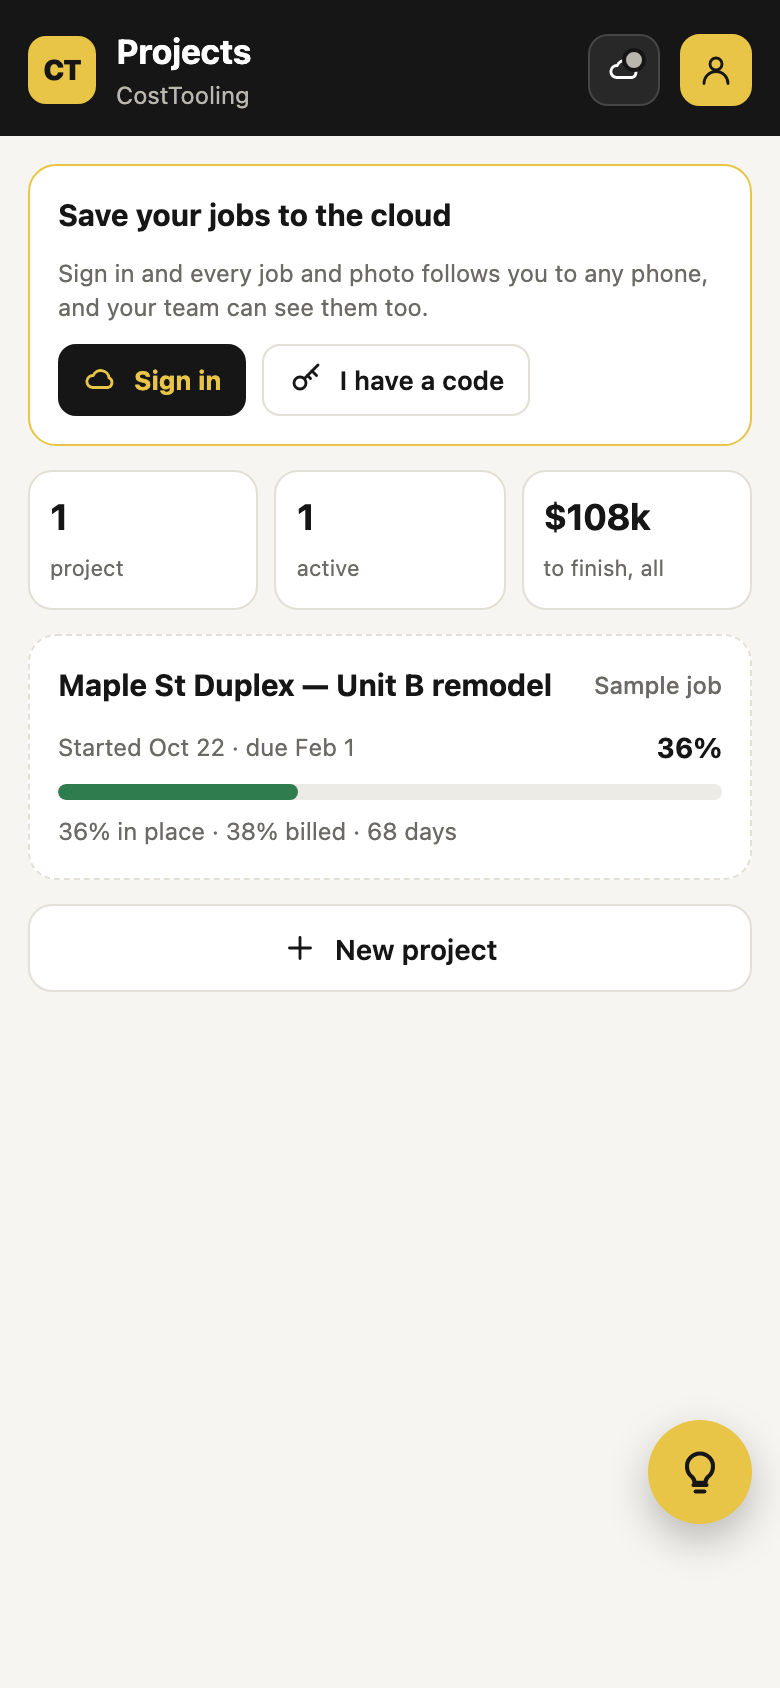 CT
Projects
CostTooling
Save your jobs to the cloud
Sign in and every job and photo follows you to any phone,
and your team can see them too.
Sign in
I have a code
1
project
1
active
$108k
to finish, all
Maple St Duplex — Unit B remodel
Sample job
Started Oct 22 · due Feb 1
36%
36% in place · 38% billed · 68 days
New project